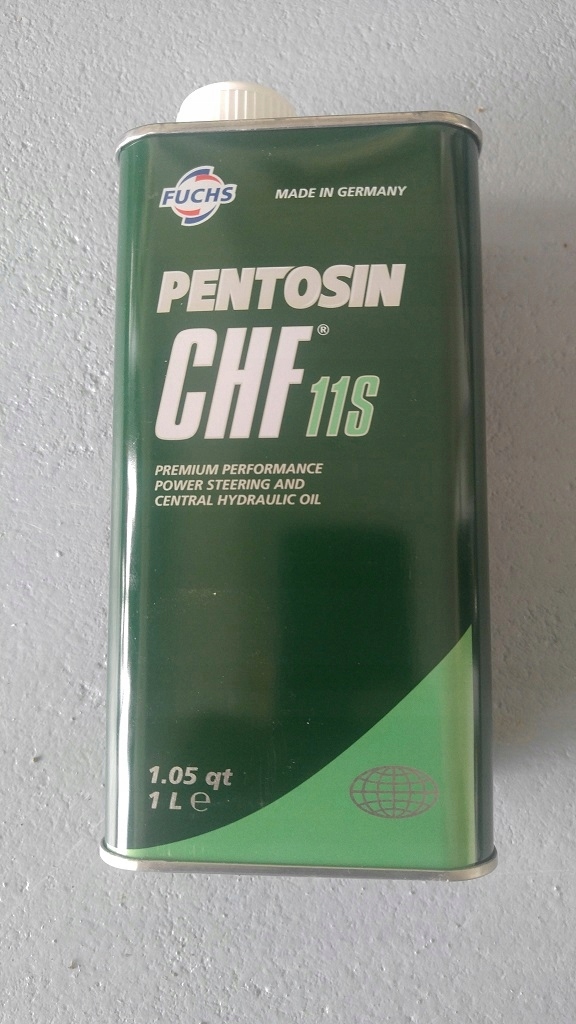 FUCHS
MADE IN GERMANY
PENTOSIN
CHF® 11S
PREMIUM PERFORMANCE
POWER STEERING AND
CENTRAL HYDRAULIC OIL
1.05 qt
1 L ℮